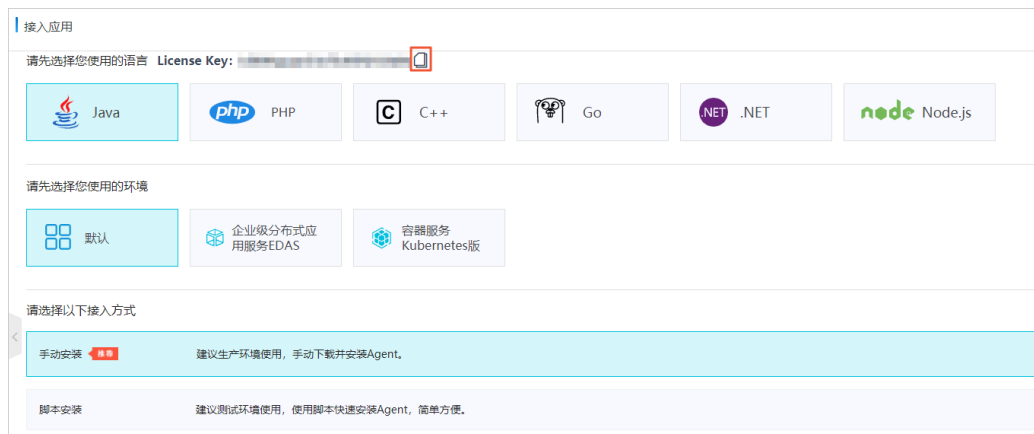 接入应用
请先选择您使用的语言 License Key:
Java
php PHP
C C++
Go
.NET .NET
node Node.js
请先选择您使用的环境
默认
企业级分布式应
用服务EDAS
容器服务
Kubernetes版
请选择以下接入方式
手动安装 推荐 建议生产环境使用，手动下载并安装Agent。
脚本安装 建议测试环境使用，使用脚本快速安装Agent，简单方便。